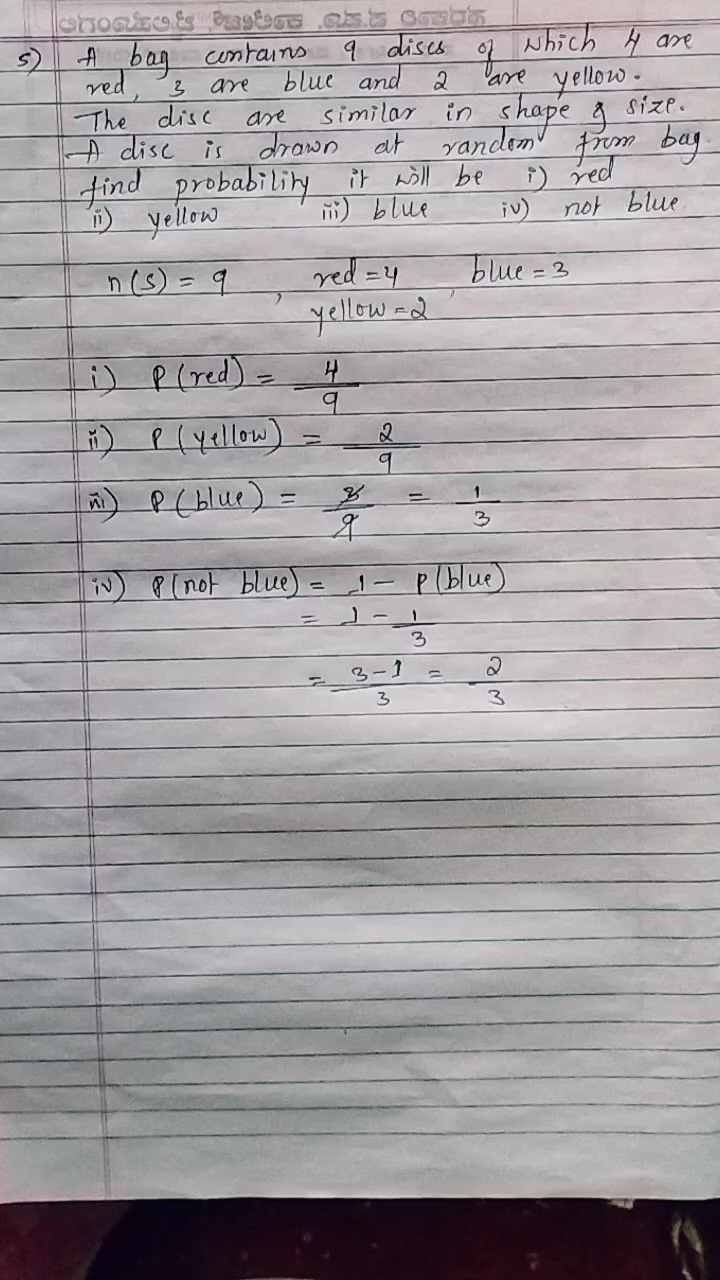 5) A bag contains 9 discs of which 4 are
red, 3 are blue and 2 are yellow.
The disc are similar in shape & size.
A disc is drawn at random from bag
find probability it will be i) red
ii) yellow iii) blue iv) not blue
n(s) = 9, red = 4, blue = 3
yellow = 2
i) P(red) = 4/9
ii) P(yellow) = 2/9
iii) P(blue) = 3/9 = 1/3
iv) P(not blue) = 1 - P(blue)
= 1 - 1/3
= 3-1/3 = 2/3